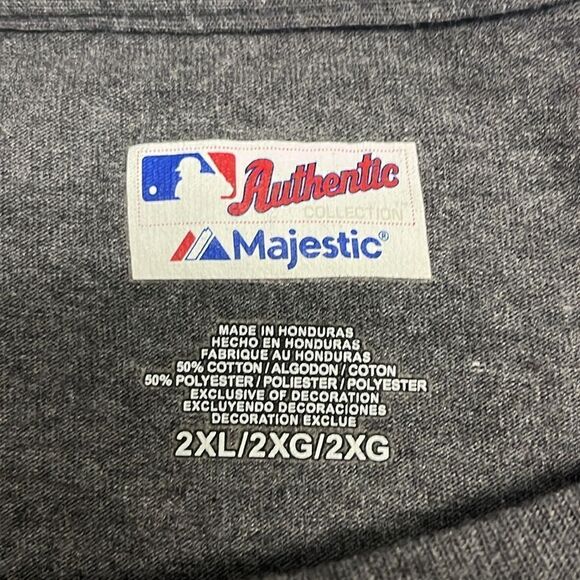 Authentic
COLLECTION™
Majestic®
MADE IN HONDURAS
HECHO EN HONDURAS
FABRIQUE AU HONDURAS
50% COTTON / ALGODON / COTON
50% POLYESTER / POLIESTER / POLYESTER
EXCLUSIVE OF DECORATION
EXCLUYENDO DECORACIONES
DECORATION EXCLUE
2XL/2XG/2XG